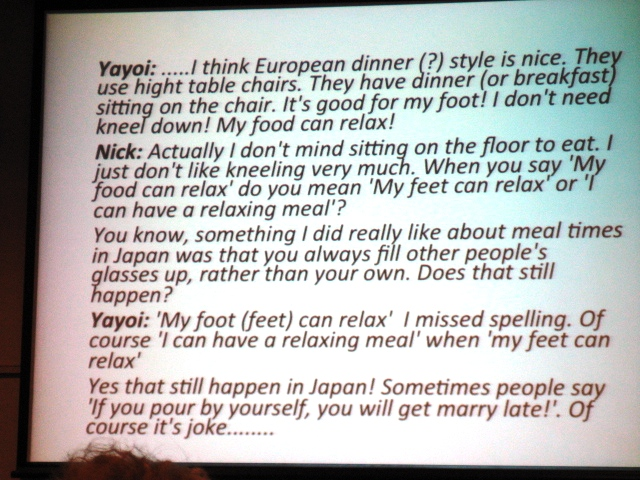 Yayoi: .....I think European dinner (?) style is nice. They
use hight table chairs. They have dinner (or breakfast)
sitting on the chair. It's good for my foot! I don't need
kneel down! My food can relax!
Nick: Actually I don't mind sitting on the floor to eat. I
just don't like kneeling very much. When you say 'My
food can relax' do you mean 'My feet can relax' or 'I
can have a relaxing meal'?
You know, something I did really like about meal times
in Japan was that you always fill other people's
glasses up, rather than your own. Does that still
happen?
Yayoi: 'My foot (feet) can relax'  I missed spelling. Of
course 'I can have a relaxing meal' when 'my feet can
relax'
Yes that still happen in Japan! Sometimes people say
'If you pour by yourself, you will get marry late!'. Of
course it's joke........